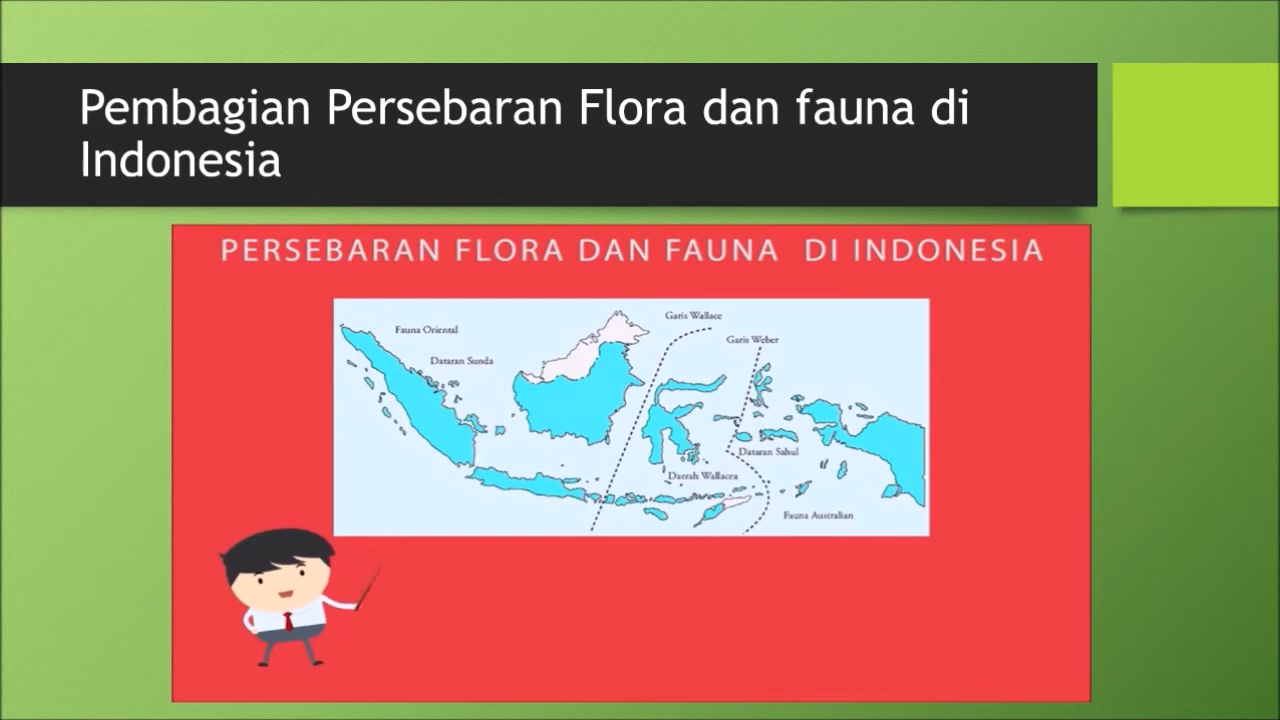 Pembagian Persebaran Flora dan fauna di
Indonesia
PERSEBARAN FLORA DAN FAUNA DI INDONESIA
Garis Wallace
Fauna Oriental
Garis Weber
Dataran Sunda
Dataran Sahul
Daerah Wallacea
Fauna Australian